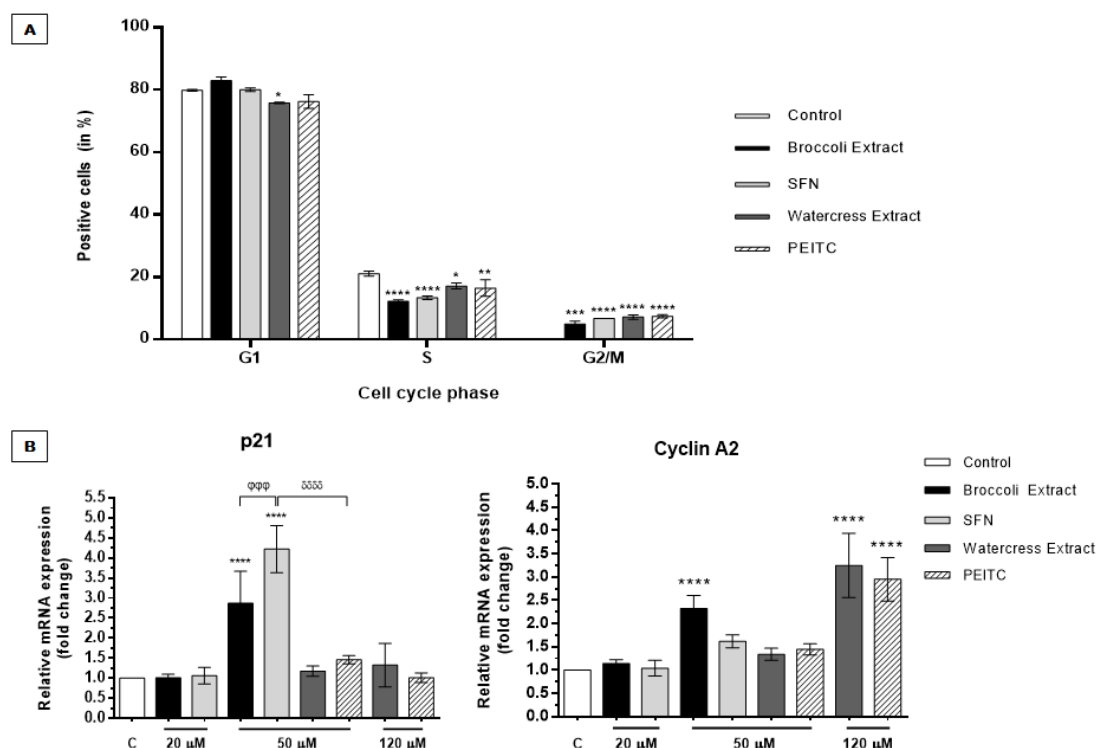 A
100
80
60
40
20
0
Positive cells (in %)
*
****
****
*
**
***
****
****
****
G1
S
G2/M
Cell cycle phase
Control
Broccoli Extract
SFN
Watercress Extract
PEITC
B
p21
5.5
5.0
4.5
4.0
3.5
3.0
2.5
2.0
1.5
1.0
0.5
0.0
Relative mRNA expression
(fold change)
φφφ
δδδδ
****
****
C
20 μM
50 μM
120 μM
Cyclin A2
5.0
4.5
4.0
3.5
3.0
2.5
2.0
1.5
1.0
0.5
0.0
Relative mRNA expression
(fold change)
****
****
****
C
20 μM
50 μM
120 μM
Control
Broccoli Extract
SFN
Watercress Extract
PEITC